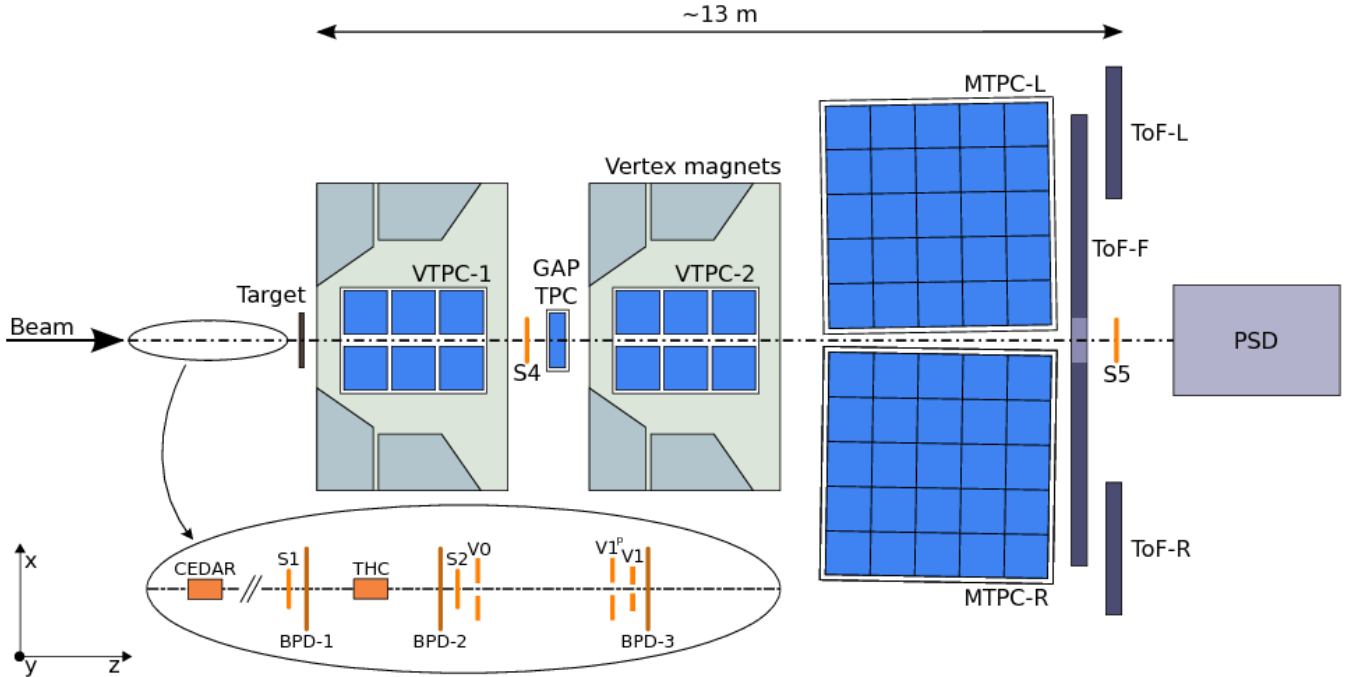 ~13 m
MTPC-L
ToF-L
Vertex magnets
ToF-F
VTPC-1
GAP
TPC
VTPC-2
Target
Beam
S4
S5
PSD
ToF-R
MTPC-R
x
y
z
CEDAR
S1
THC
S2
V0
V1ᴾ
V1
BPD-1
BPD-2
BPD-3